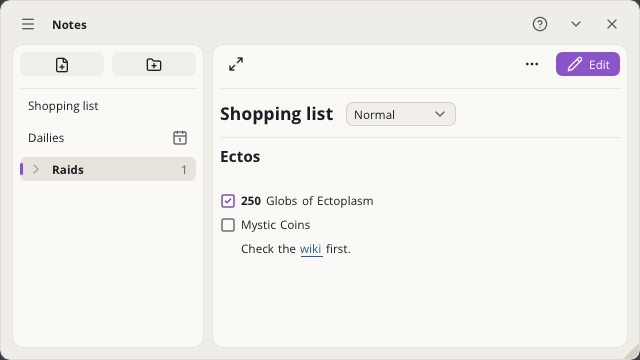 Notes
Edit
Shopping list
Dailies
Raids 1
Shopping list Normal
Ectos
250 Globs of Ectoplasm
Mystic Coins
Check the wiki first.